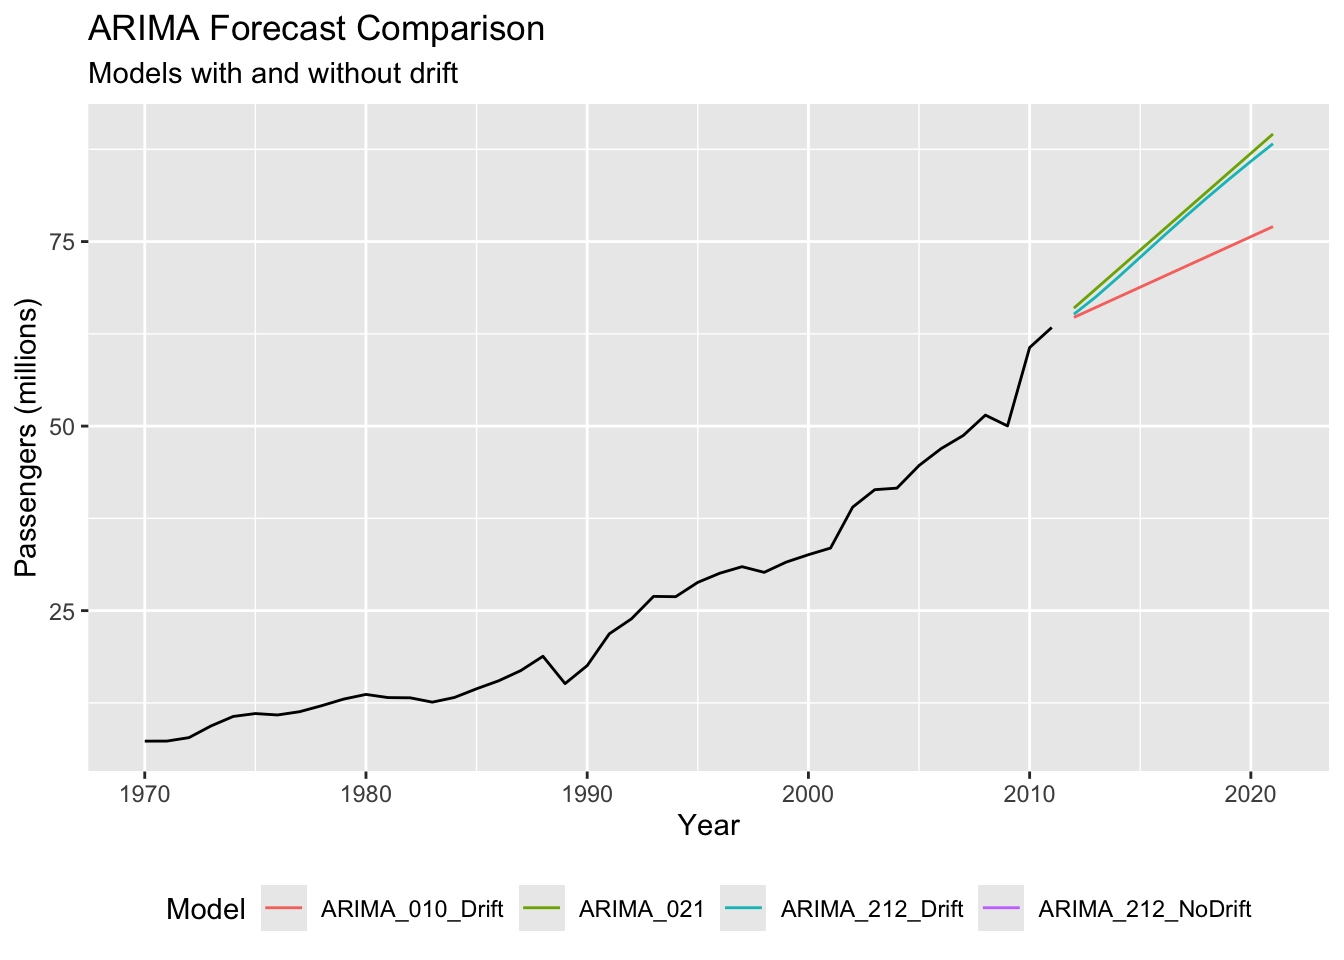 ARIMA Forecast Comparison
Models with and without drift
Passengers (millions)
75
50
25
1970 1980 1990 2000 2010 2020
Year
Model ARIMA_010_Drift ARIMA_021 ARIMA_212_Drift ARIMA_212_NoDrift